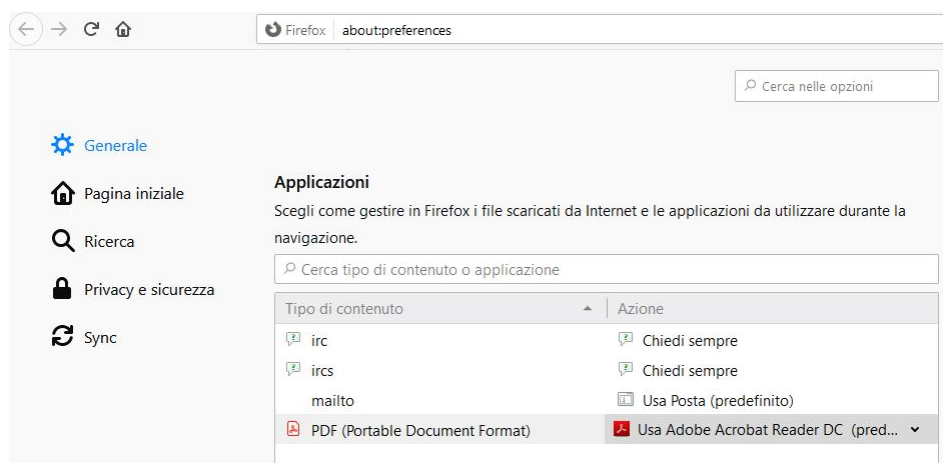 Firefox about:preferences
Cerca nelle opzioni
Generale
Pagina iniziale
Ricerca
Privacy e sicurezza
Sync
Applicazioni
Scegli come gestire in Firefox i file scaricati da Internet e le applicazioni da utilizzare durante la
navigazione.
Cerca tipo di contenuto o applicazione
Tipo di contenuto Azione
irc Chiedi sempre
ircs Chiedi sempre
mailto Usa Posta (predefinito)
PDF (Portable Document Format) Usa Adobe Acrobat Reader DC (pred...